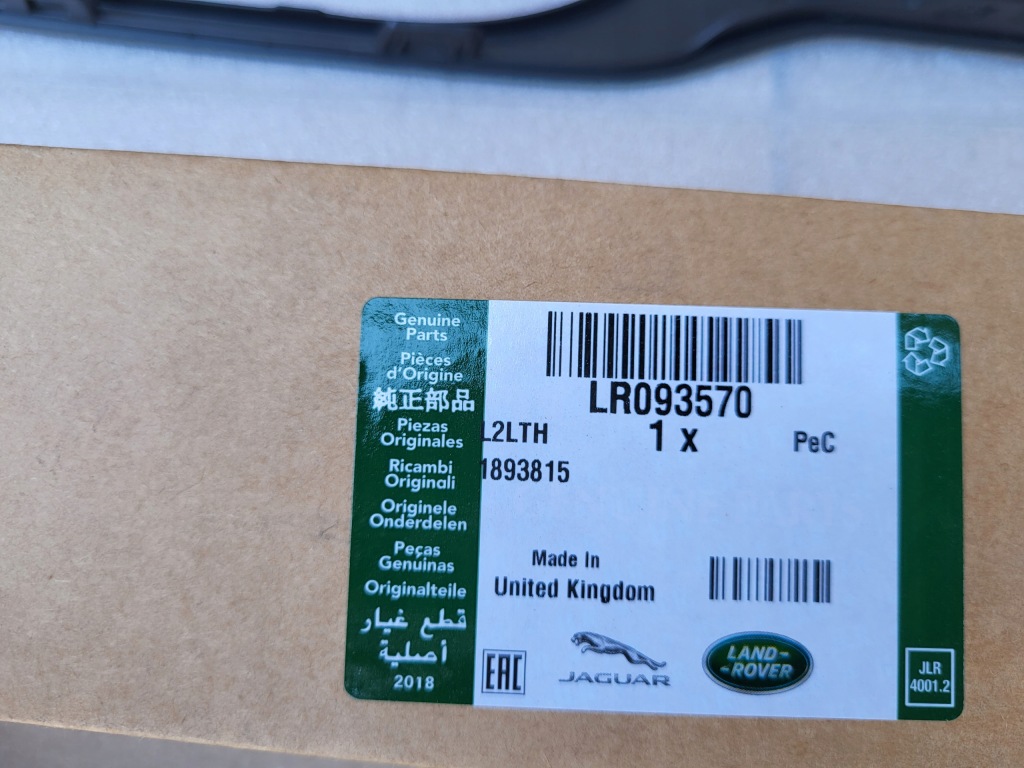 Genuine
Parts
Pièces
d'Origine
純正部品
Piezas
Originales
Ricambi
Originali
Originele
Onderdelen
Peças
Genuínas
Originalteile
قطع غيار
أصلية
2018
LR093570
L2LTH
1 x
PeC
1893815
Made In
United Kingdom
EAC
JAGUAR
LAND-
-ROVER
JLR
4001.2